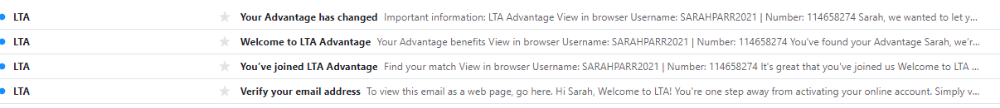 LTA Your Advantage has changed Important information: LTA Advantage View in browser Username: SARAHPARR2021 | Number: 114658274 Sarah, we wanted to let y...
LTA Welcome to LTA Advantage Your Advantage benefits View in browser Username: SARAHPARR2021 | Number: 114658274 You've found your Advantage Sarah, we'r...
LTA You've joined LTA Advantage Find your match View in browser Username: SARAHPARR2021 | Number: 114658274 It's great that you've joined us Welcome to LTA ...
LTA Verify your email address To view this email as a web page, go here. Hi Sarah, Welcome to LTA! You're one step away from activating your online account. Simply v...